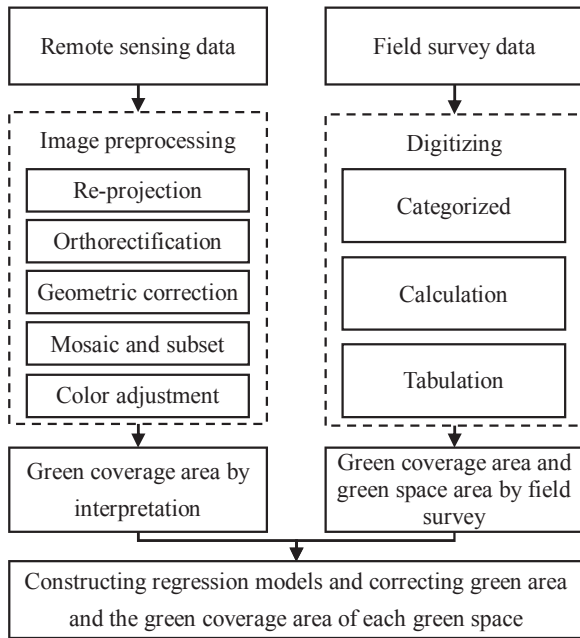 Remote sensing data
Field survey data
Image preprocessing
Re-projection
Orthorectification
Geometric correction
Mosaic and subset
Color adjustment
Digitizing
Categorized
Calculation
Tabulation
Green coverage area by
interpretation
Green coverage area and
green space area by field
survey
Constructing regression models and correcting green area
and the green coverage area of each green space